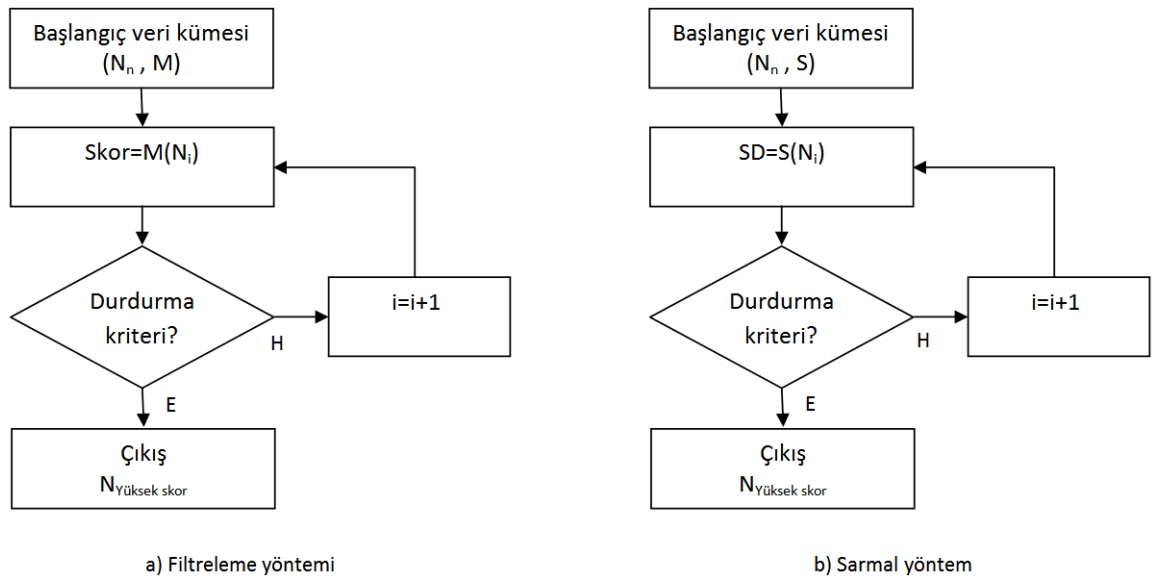 Başlangıç veri kümesi
(Nn , M)
Skor=M(Ni)
Durdurma
kriteri?
H
i=i+1
E
Çıkış
NYüksek skor
a) Filtreleme yöntemi
Başlangıç veri kümesi
(Nn , S)
SD=S(Ni)
Durdurma
kriteri?
H
i=i+1
E
Çıkış
NYüksek skor
b) Sarmal yöntem